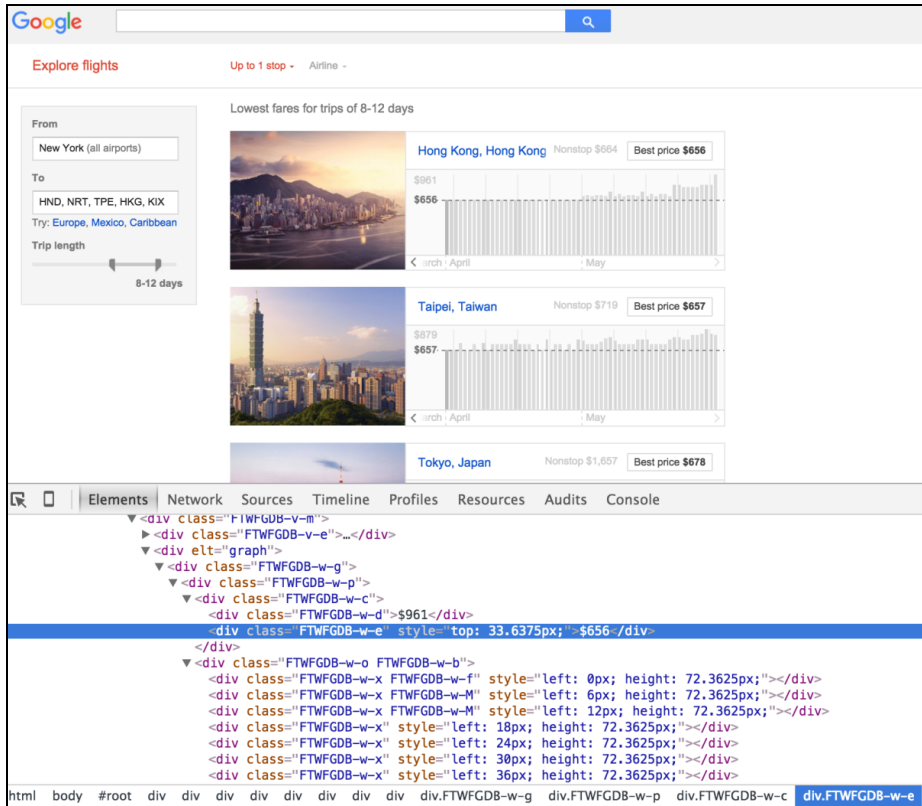 Google
Explore flights
Up to 1 stop
Airline
Lowest fares for trips of 8-12 days
From
New York (all airports)
To
HND, NRT, TPE, HKG, KIX
Try: Europe, Mexico, Caribbean
Trip length
8-12 days
Hong Kong, Hong Kong Nonstop $664 Best price $656
$961
$656
arch April May
Taipei, Taiwan Nonstop $719 Best price $657
$879
$657
arch April May
Tokyo, Japan Nonstop $1,657 Best price $678
Elements Network Sources Timeline Profiles Resources Audits Console
▼<div class="FTWFGDB-v-m">
▶<div class="FTWFGDB-v-e">…</div>
▼<div elt="graph">
▼<div class="FTWFGDB-w-g">
▼<div class="FTWFGDB-w-p">
▼<div class="FTWFGDB-w-c">
<div class="FTWFGDB-w-d">$961</div>
<div class="FTWFGDB-w-e" style="top: 33.6375px;">$656</div>
</div>
▼<div class="FTWFGDB-w-o FTWFGDB-w-b">
<div class="FTWFGDB-w-x FTWFGDB-w-f" style="left: 0px; height: 72.3625px;"></div>
<div class="FTWFGDB-w-x FTWFGDB-w-M" style="left: 6px; height: 72.3625px;"></div>
<div class="FTWFGDB-w-x FTWFGDB-w-M" style="left: 12px; height: 72.3625px;"></div>
<div class="FTWFGDB-w-x" style="left: 18px; height: 72.3625px;"></div>
<div class="FTWFGDB-w-x" style="left: 24px; height: 72.3625px;"></div>
<div class="FTWFGDB-w-x" style="left: 30px; height: 72.3625px;"></div>
<div class="FTWFGDB-w-x" style="left: 36px; height: 72.3625px;"></div>
html body #root div div div div div div div div div.FTWFGDB-w-g div.FTWFGDB-w-p div.FTWFGDB-w-c div.FTWFGDB-w-e